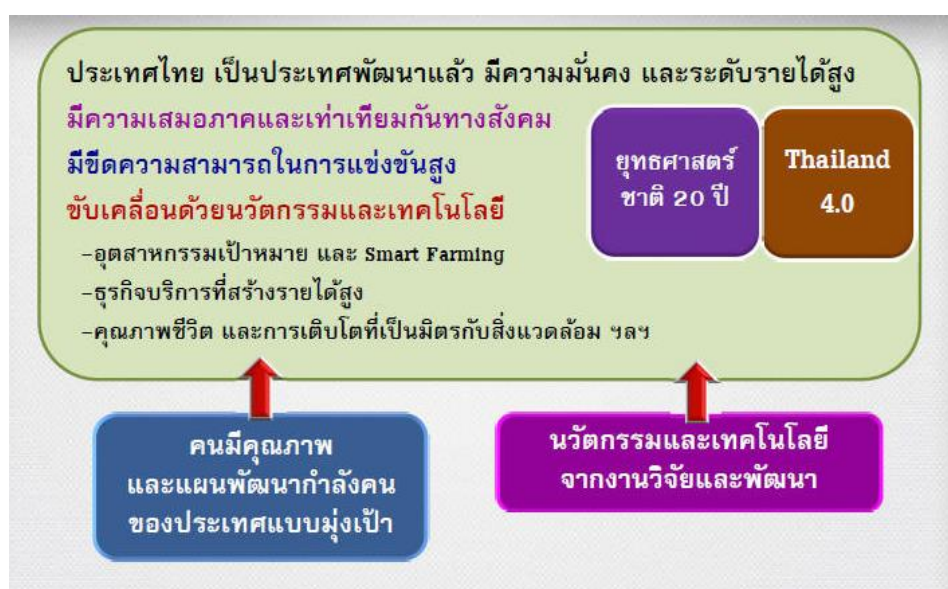 ประเทศไทย เป็นประเทศพัฒนาแล้ว มีความมั่นคง และระดับรายได้สูง
มีความเสมอภาคและเท่าเทียมกันทางสังคม
มีขีดความสามารถในการแข่งขันสูง
ขับเคลื่อนด้วยนวัตกรรมและเทคโนโลยี
-อุตสาหกรรมเป้าหมาย และ Smart Farming
-ธุรกิจบริการที่สร้างรายได้สูง
-คุณภาพชีวิต และการเติบโตที่เป็นมิตรกับสิ่งแวดล้อม ฯลฯ
ยุทธศาสตร์
ชาติ 20 ปี
Thailand
4.0
คนมีคุณภาพ
และแผนพัฒนากำลังคน
ของประเทศแบบมุ่งเป้า
นวัตกรรมและเทคโนโลยี
จากงานวิจัยและพัฒนา